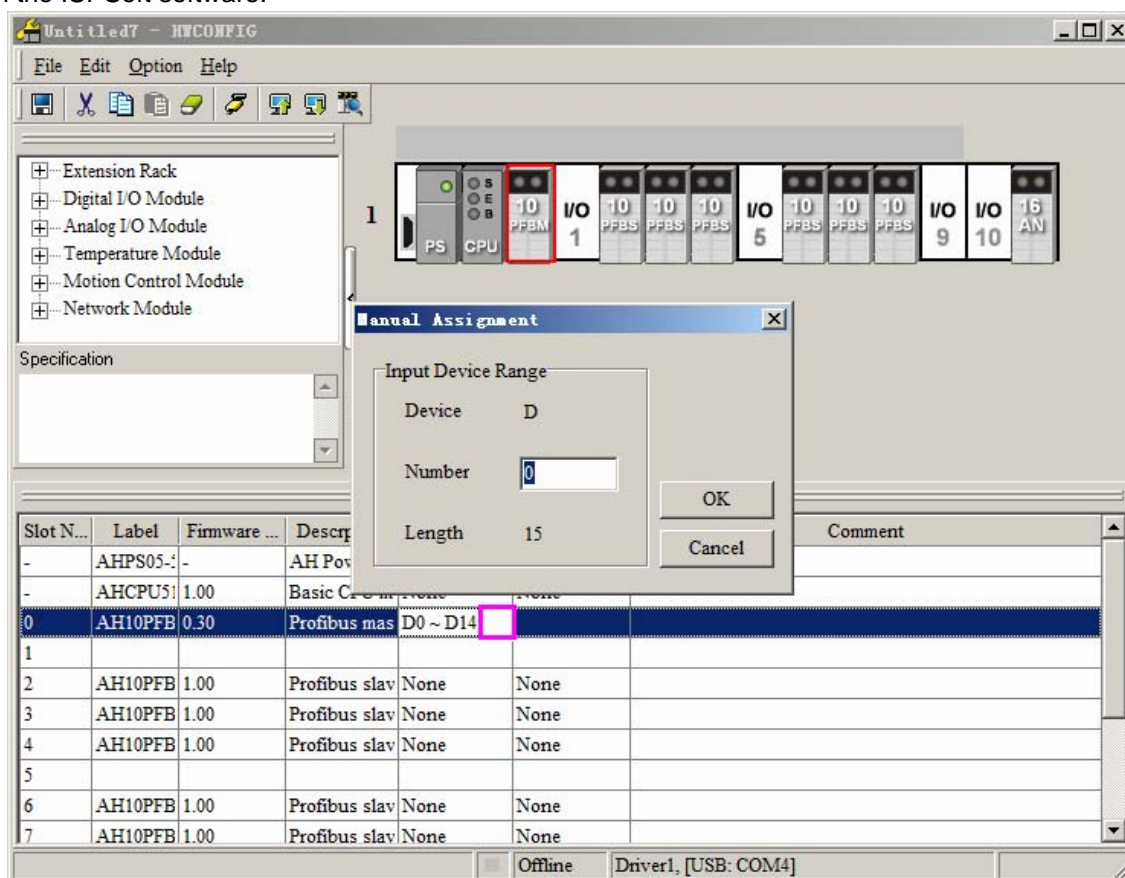 Untitled7 - HWCONFIG
File Edit Option Help
Extension Rack
Digital I/O Module
Analog I/O Module
Temperature Module
Motion Control Module
Network Module
Specification
1
PS
S
E
B
CPU
10
PFBM
I/O
1
10
PFBS
10
PFBS
10
PFBS
I/O
5
10
PFBS
10
PFBS
10
PFBS
I/O
9
I/O
10
16
AN
Manual Assignment
Input Device Range
Device D
Number 0
Length 15
OK
Cancel
Slot N... Label Firmware ... Comment
- AHPS05-5 - AH
- AHCPU51 1.00 Basic
0 AH10PFB 0.30 Profibus mas D0 ~ D14
1
2 AH10PFB 1.00 Profibus slav None None
3 AH10PFB 1.00 Profibus slav None None
4 AH10PFB 1.00 Profibus slav None None
5
6 AH10PFB 1.00 Profibus slav None None
7 AH10PFB 1.00 Profibus slav None None
Offline Driver1, [USB: COM4]